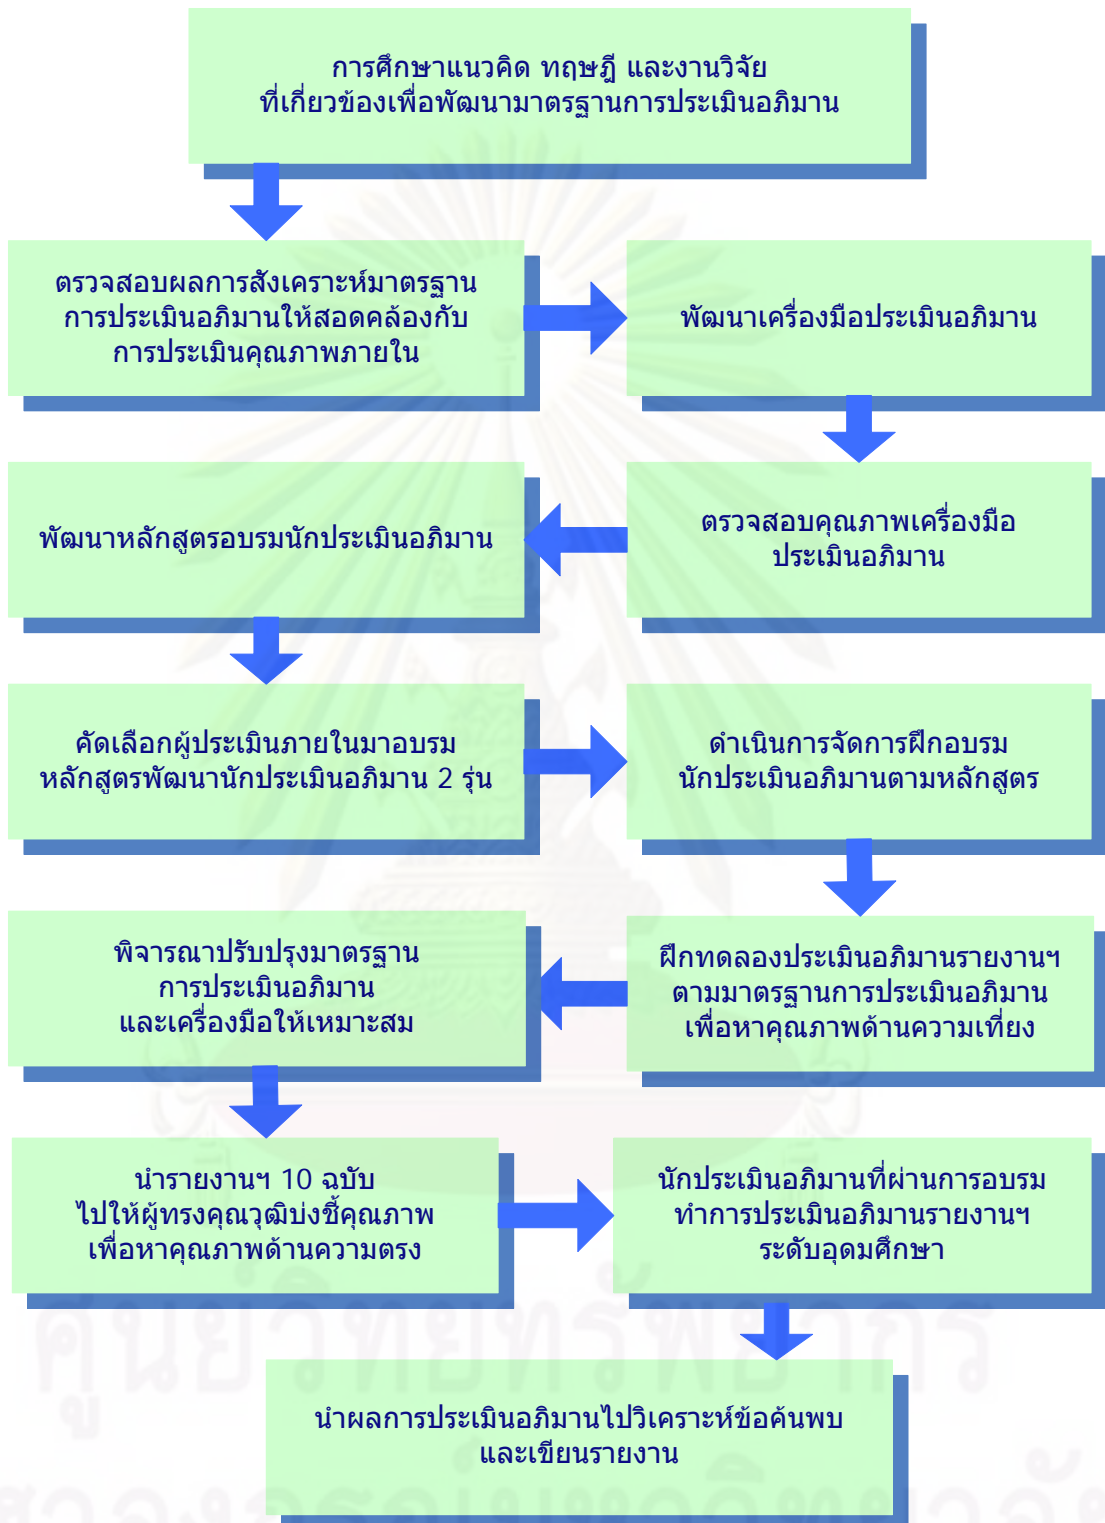 การศึกษาแนวคิด ทฤษฎี และงานวิจัย
ที่เกี่ยวข้องเพื่อพัฒนามาตรฐานการประเมินอภิมาน
ตรวจสอบผลการสังเคราะห์มาตรฐาน
การประเมินอภิมานให้สอดคล้องกับ
การประเมินคุณภาพภายใน
พัฒนาเครื่องมือประเมินอภิมาน
ตรวจสอบคุณภาพเครื่องมือ
ประเมินอภิมาน
พัฒนาหลักสูตรอบรมนักประเมินอภิมาน
คัดเลือกผู้ประเมินภายในมาอบรม
หลักสูตรพัฒนานักประเมินอภิมาน 2 รุ่น
ดำเนินการจัดการฝึกอบรม
นักประเมินอภิมานตามหลักสูตร
ฝึกทดลองประเมินอภิมานรายงานฯ
ตามมาตรฐานการประเมินอภิมาน
เพื่อหาคุณภาพด้านความเที่ยง
พิจารณาปรับปรุงมาตรฐาน
การประเมินอภิมาน
และเครื่องมือให้เหมาะสม
นำรายงานฯ 10 ฉบับ
ไปให้ผู้ทรงคุณวุฒิบ่งชี้คุณภาพ
เพื่อหาคุณภาพด้านความตรง
นักประเมินอภิมานที่ผ่านการอบรม
ทำการประเมินอภิมานรายงานฯ
ระดับอุดมศึกษา
นำผลการประเมินอภิมานไปวิเคราะห์ข้อค้นพบ
และเขียนรายงาน
ศูนย์วิทยทรัพยากร
จุฬาลงกรณ์มหาวิทยาลัย